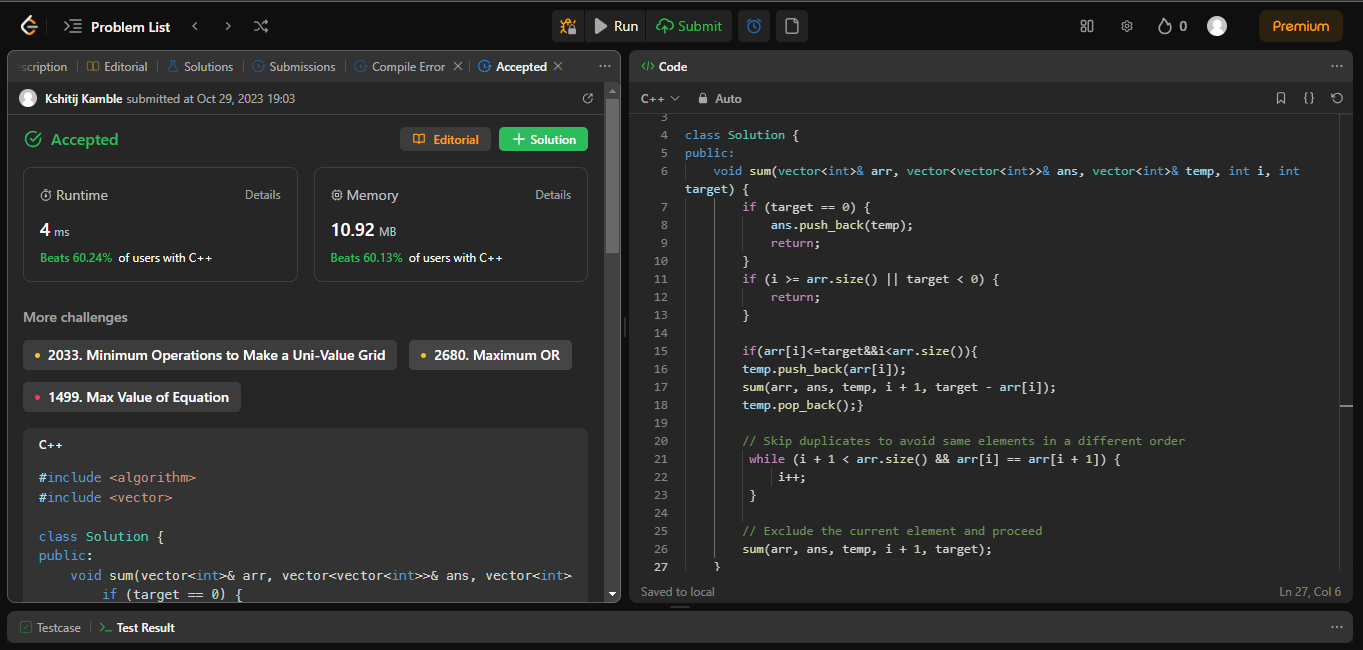 Problem List
Run
Submit
0
Premium
scription
Editorial
Solutions
Submissions
Compile Error
Accepted
Kshitij Kamble submitted at Oct 29, 2023 19:03
Accepted
Editorial
Solution
Runtime
Details
4 ms
Beats 60.24% of users with C++
Memory
Details
10.92 MB
Beats 60.13% of users with C++
More challenges
2033. Minimum Operations to Make a Uni-Value Grid
2680. Maximum OR
1499. Max Value of Equation
C++
#include <algorithm>
#include <vector>
class Solution {
public:
void sum(vector<int>& arr, vector<vector<int>>& ans, vector<int>
if (target == 0) {
Code
C++
Auto
3
4 class Solution {
5 public:
6 void sum(vector<int>& arr, vector<vector<int>>& ans, vector<int>& temp, int i, int
target) {
7 if (target == 0) {
8 ans.push_back(temp);
9 return;
10 }
11 if (i >= arr.size() || target < 0) {
12 return;
13 }
14
15 if(arr[i]<=target&&i<arr.size()){
16 temp.push_back(arr[i]);
17 sum(arr, ans, temp, i + 1, target - arr[i]);
18 temp.pop_back();}
19
20 // Skip duplicates to avoid same elements in a different order
21 while (i + 1 < arr.size() && arr[i] == arr[i + 1]) {
22 i++;
23 }
24
25 // Exclude the current element and proceed
26 sum(arr, ans, temp, i + 1, target);
27 }
Saved to local
Ln 27, Col 6
Testcase
Test Result